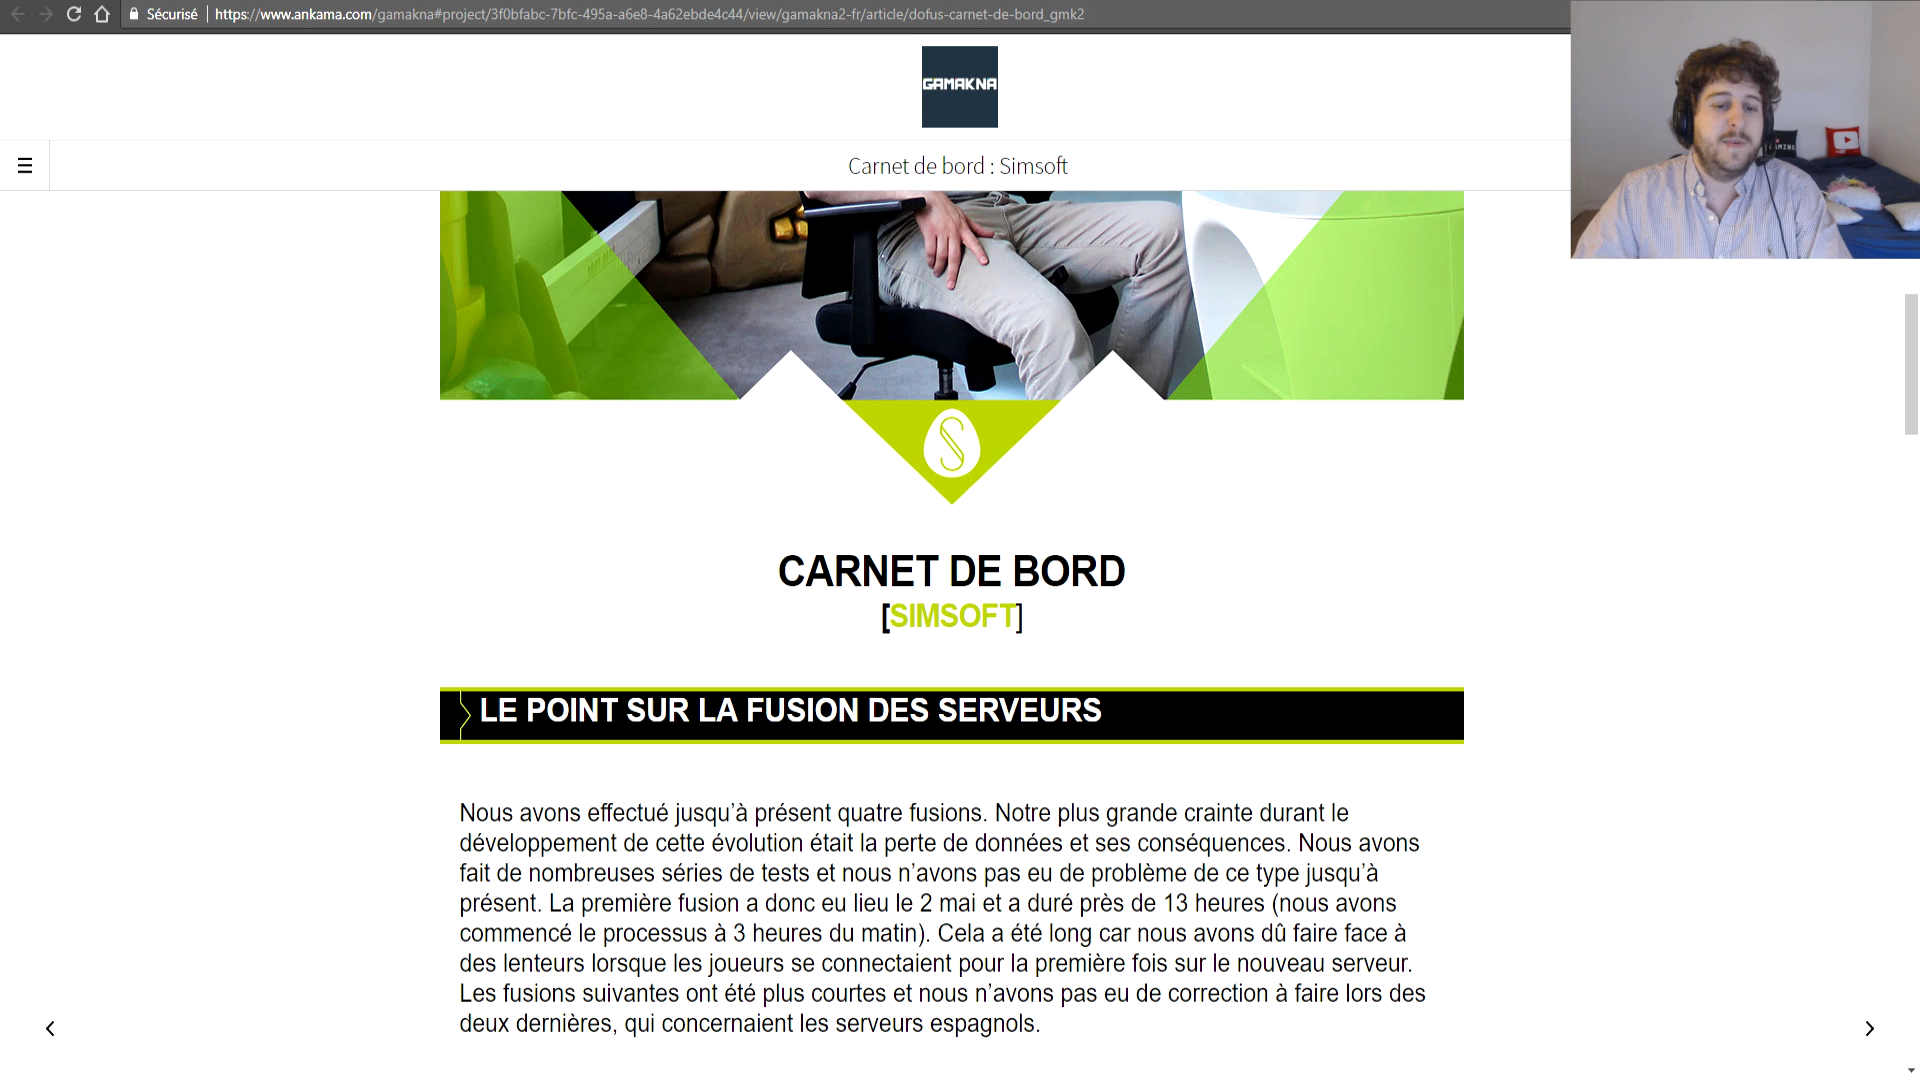 Sécurisé
https://www.ankama.com/gamakna#project/3f0bfabc-7bfc-495a-a6e8-4a62ebde4c44/view/gamakna2-fr/article/dofus-carnet-de-bord_gmk2
GAMAKNA
Carnet de bord : Simsoft
CARNET DE BORD
[SIMSOFT]
LE POINT SUR LA FUSION DES SERVEURS
Nous avons effectué jusqu’à présent quatre fusions. Notre plus grande crainte durant le
développement de cette évolution était la perte de données et ses conséquences. Nous avons
fait de nombreuses séries de tests et nous n’avons pas eu de problème de ce type jusqu’à
présent. La première fusion a donc eu lieu le 2 mai et a duré près de 13 heures (nous avons
commencé le processus à 3 heures du matin). Cela a été long car nous avons dû faire face à
des lenteurs lorsque les joueurs se connectaient pour la première fois sur le nouveau serveur.
Les fusions suivantes ont été plus courtes et nous n’avons pas eu de correction à faire lors des
deux dernières, qui concernaient les serveurs espagnols.